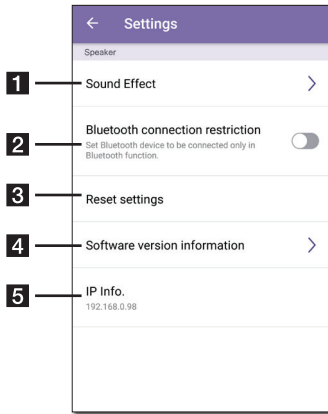 Settings
Speaker
1 Sound Effect
2 Bluetooth connection restriction
Set Bluetooth device to be connected only in
Bluetooth function.
3 Reset settings
4 Software version information
5 IP Info.
192.168.0.98